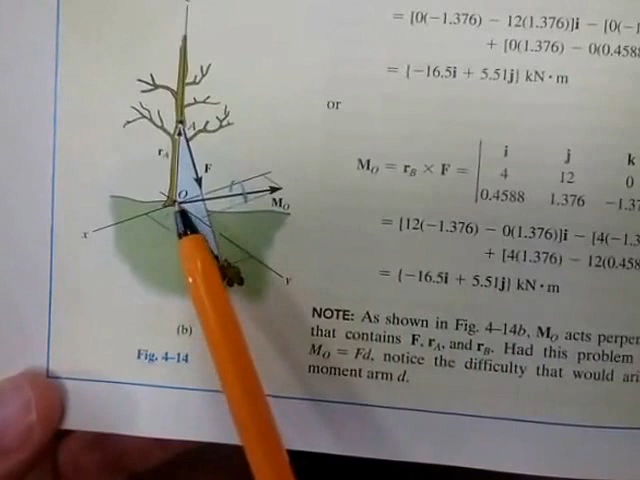 = [0(−1.376) − 12(1.376)]i − [0(−1
+ [0(1.376) − 0(0.458
= {−16.5i + 5.51j} kN · m
or
i j k
M_O = r_B × F = 4 12 0
0.4588 1.376 −1.37
= [12(−1.376) − 0(1.376)]i − [4(−1.3
+ [4(1.376) − 12(0.458
= {−16.5i + 5.51j} kN · m
A
r_A
F
O
M_O
x
y
(b)
Fig. 4–14
NOTE: As shown in Fig. 4–14b, M_O acts perper
that contains F, r_A, and r_B. Had this problem
M_O = Fd, notice the difficulty that would ari
moment arm d.